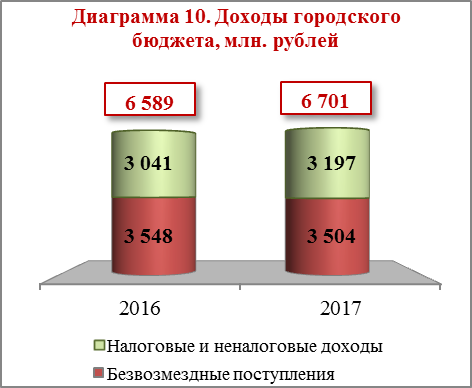 Диаграмма 10. Доходы городского
бюджета, млн. рублей
6 589
6 701
3 041
3 197
3 548
3 504
2016
2017
Налоговые и неналоговые доходы
Безвозмездные поступления